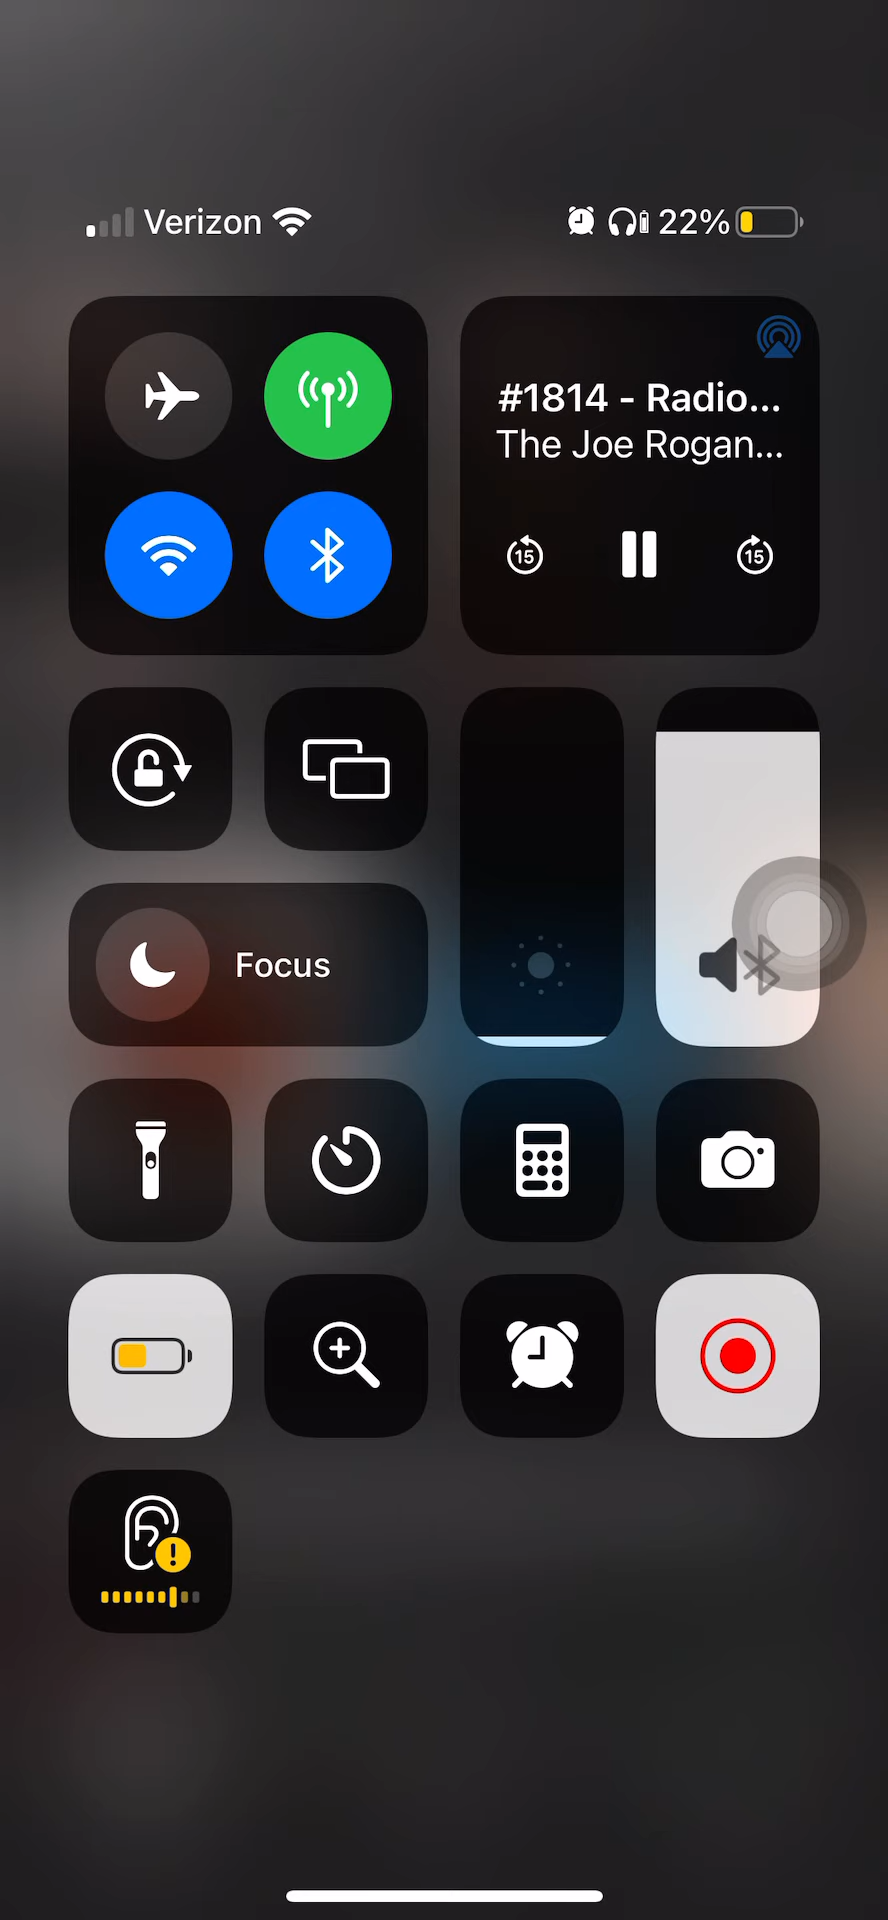 Verizon 22%
#1814 - Radio...
The Joe Rogan...
15 15
Focus